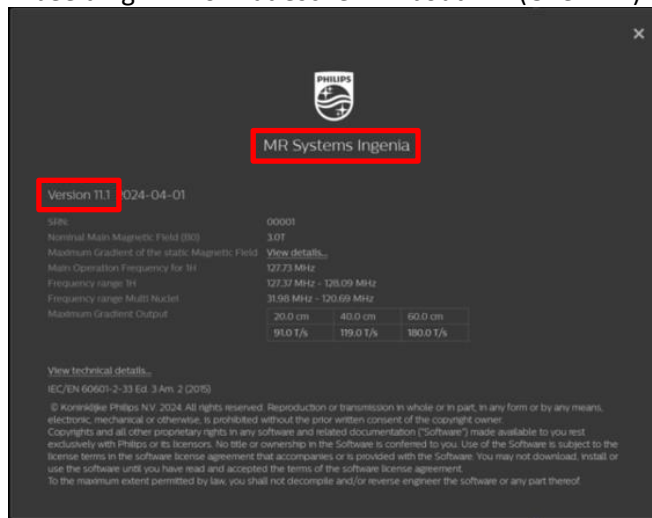 PHILIPS
MR Systems Ingenia
Version 11.1 2024-04-01
SRN: 00001
Nominal Main Magnetic Field (B0) 3.0T
Maximum Gradient of the static Magnetic Field View details...
Main Operation Frequency for 1H 127.73 MHz
Frequency range 1H 127.37 MHz - 128.09 MHz
Frequency range Multi Nuclei 31.98 MHz - 120.69 MHz
Maximum Gradient Output 20.0 cm 40.0 cm 60.0 cm
91.0 T/s 119.0 T/s 180.0 T/s
View technical details...
IEC/EN 60601-2-33 Ed. 3 Am. 2 (2015)
© Koninklijke Philips N.V. 2024. All rights reserved. Reproduction or transmission in whole or in part, in any form or by any means,
electronic, mechanical or otherwise, is prohibited without the prior written consent of the copyright owner.
Copyrights and all other proprietary rights in any software and related documentation ("Software") made available to you rest
exclusively with Philips or its licensors. No title or ownership in the Software is conferred to you. Use of the Software is subject to the
license terms in the software license agreement that accompanies or is provided with the Software. You may not download, install or
use the software until you have read and accepted the terms of the software license agreement.
To the maximum extent permitted by law, you shall not decompile and/or reverse engineer the software or any part thereof.